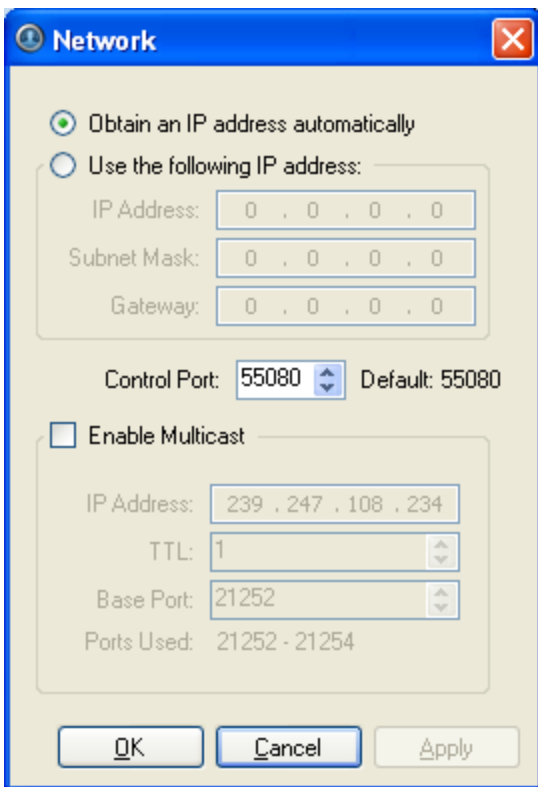 Network
Obtain an IP address automatically
Use the following IP address:
IP Address: 0 . 0 . 0 . 0
Subnet Mask: 0 . 0 . 0 . 0
Gateway: 0 . 0 . 0 . 0
Control Port: 55080 Default: 55080
Enable Multicast
IP Address: 239 . 247 . 108 . 234
TTL: 1
Base Port: 21252
Ports Used: 21252 - 21254
OK Cancel Apply